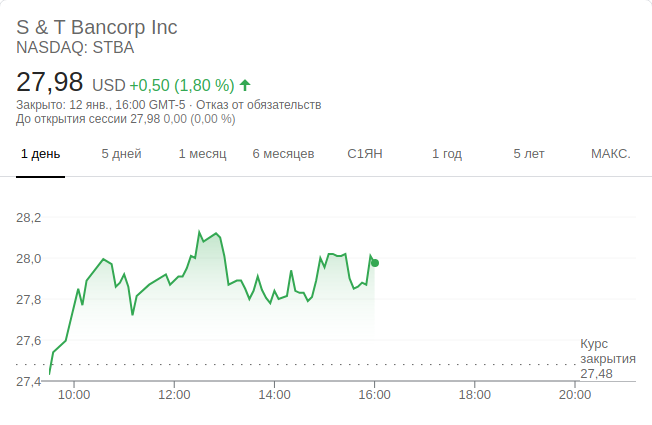 S & T Bancorp Inc
NASDAQ: STBA
27,98 USD +0,50 (1,80 %)
Закрыто: 12 янв., 16:00 GMT-5 · Отказ от обязательств
До открытия сессии 27,98 0,00 (0,00 %)
1 день 5 дней 1 месяц 6 месяцев С1ЯН 1 год 5 лет МАКС.
28,2
28,0
27,8
27,6
27,4
Курс
закрытия
27,48
10:00 12:00 14:00 16:00 18:00 20:00